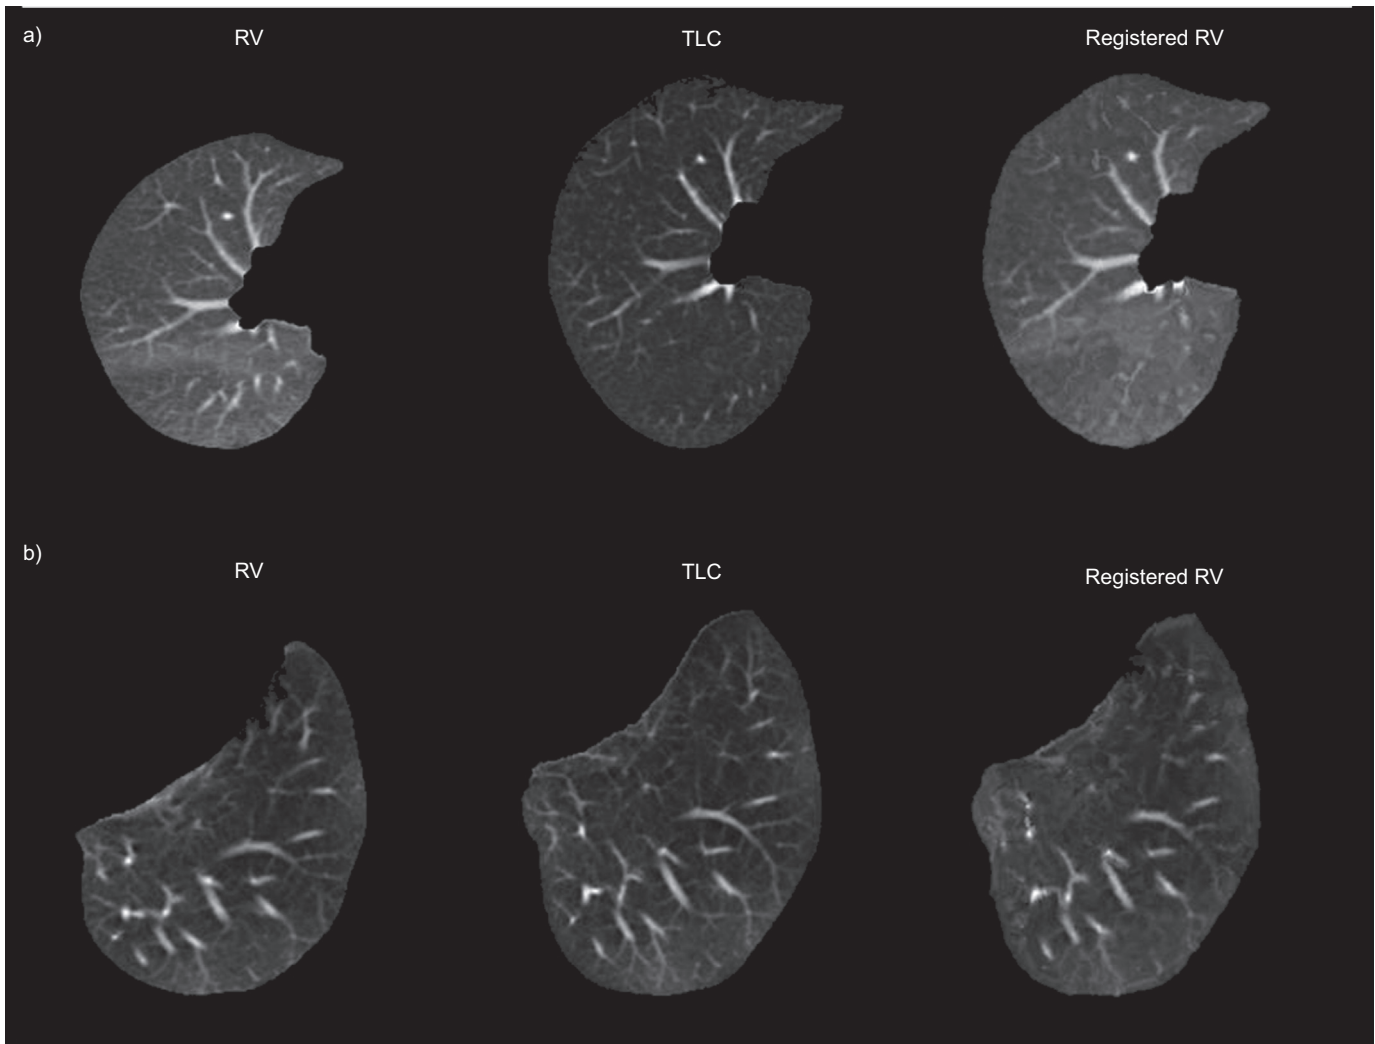 a)
RV
TLC
Registered RV
b)
RV
TLC
Registered RV